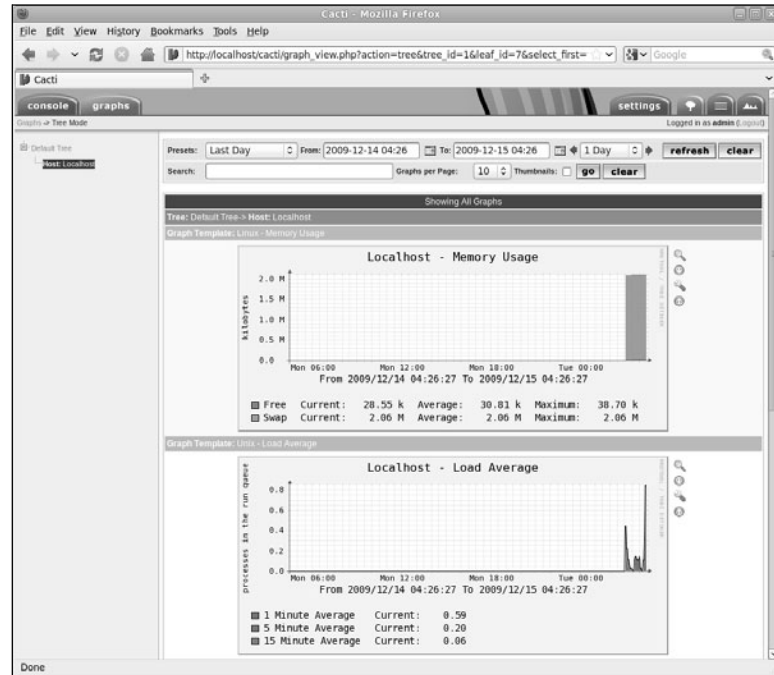 Cacti - Mozilla Firefox
File Edit View History Bookmarks Tools Help
http://localhost/cacti/graph_view.php?action=tree&tree_id=1&leaf_id=7&select_first=
Google
Cacti
console graphs settings
Graphs -> Tree Mode Logged in as admin (Logout)
Default Tree
Host: Localhost
Presets: Last Day From: 2009-12-14 04:26 To: 2009-12-15 04:26 1 Day refresh clear
Search: Graphs per Page: 10 Thumbnails: go clear
Showing All Graphs
Tree: Default Tree-> Host: Localhost
Graph Template: Linux - Memory Usage
Localhost - Memory Usage
kilobytes
2.0 M
1.5 M
1.0 M
0.5 M
0.0
Mon 06:00 Mon 12:00 Mon 18:00 Tue 00:00
From 2009/12/14 04:26:27 To 2009/12/15 04:26:27
Free Current: 28.55 k Average: 30.81 k Maximum: 38.70 k
Swap Current: 2.06 M Average: 2.06 M Maximum: 2.06 M
Graph Template: Unix - Load Average
Localhost - Load Average
processes in the run queue
0.8
0.6
0.4
0.2
0.0
Mon 06:00 Mon 12:00 Mon 18:00 Tue 00:00
From 2009/12/14 04:26:27 To 2009/12/15 04:26:27
1 Minute Average Current: 0.59
5 Minute Average Current: 0.20
15 Minute Average Current: 0.06
Done